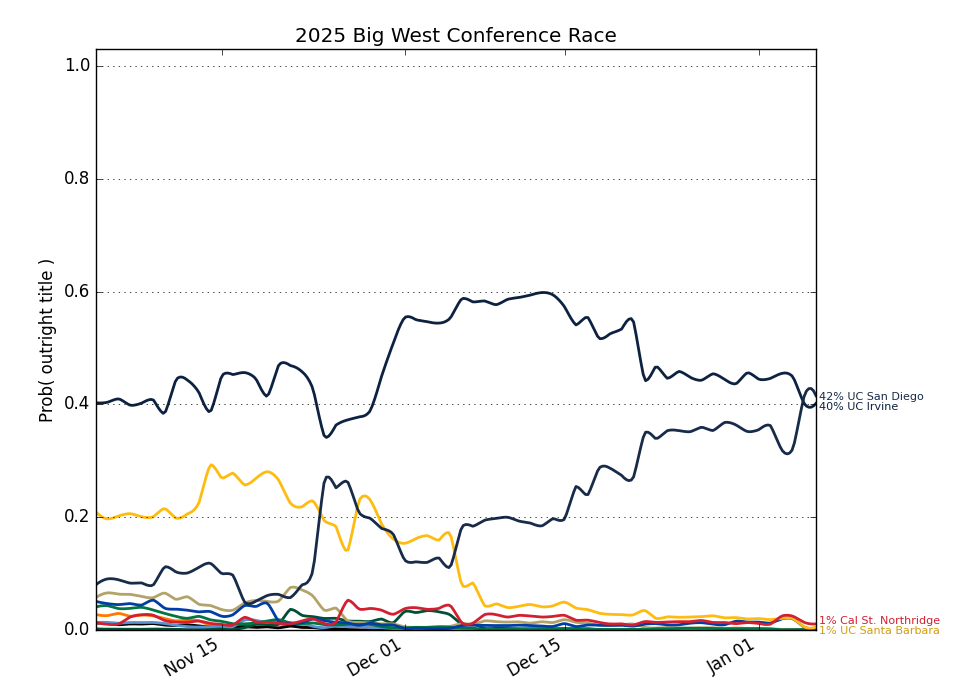 2025 Big West Conference Race
Prob( outright title )
1.0
0.8
0.6
0.4
0.2
0.0
42% UC San Diego
40% UC Irvine
1% Cal St. Northridge
1% UC Santa Barbara
Nov 15
Dec 01
Dec 15
Jan 01